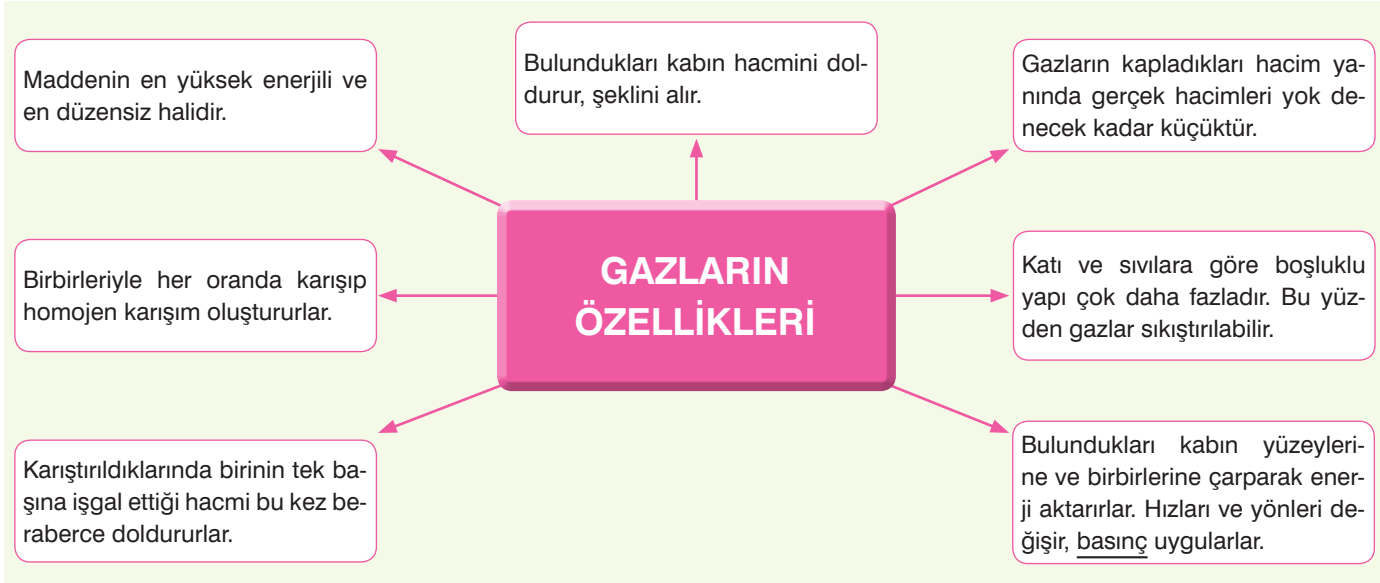 Maddenin en yüksek enerjili ve
en düzensiz halidir.
Bulundukları kabın hacmini dol-
durur, şeklini alır.
Gazların kapladıkları hacim ya-
nında gerçek hacimleri yok de-
necek kadar küçüktür.
Birbirleriyle her oranda karışıp
homojen karışım oluştururlar.
GAZLARIN
ÖZELLİKLERİ
Katı ve sıvılara göre boşluklu
yapı çok daha fazladır. Bu yüz-
den gazlar sıkıştırılabilir.
Karıştırıldıklarında birinin tek ba-
şına işgal ettiği hacmi bu kez be-
raberce doldururlar.
Bulundukları kabın yüzeyleri-
ne ve birbirlerine çarparak ener-
ji aktarırlar. Hızları ve yönleri de-
ğişir, basınç uygularlar.